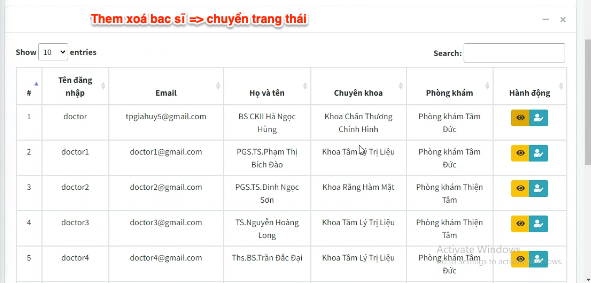 Them xoá bac sĩ => chuyển trang thái
Show 10 entries
Search:
# Tên đăng nhập Email Họ và tên Chuyên khoa Phòng khám Hành động
1 doctor tpgiahuy5@gmail.com BS CKII Hà Ngọc Hùng Khoa Chấn Thương Chỉnh Hình Phòng khám Tâm Đức
2 doctor1 doctor1@gmail.com PGS.TS.Phạm Thị Bích Đào Khoa Tâm Lý Trị Liệu Phòng khám Tâm Đức
3 doctor2 doctor2@gmail.com PGS.TS.Dinh Ngọc Sơn Khoa Răng Hàm Mặt Phòng khám Thiện Tâm
4 doctor3 doctor3@gmail.com TS.Nguyễn Hoàng Long Khoa Tâm Lý Trị Liệu Phòng khám Thiện Tâm
5 doctor4 doctor4@gmail.com Ths.BS.Trần Đắc Đại Khoa Tâm Lý Trị Liệu Phòng khám Tâm Đức
Activate Windows